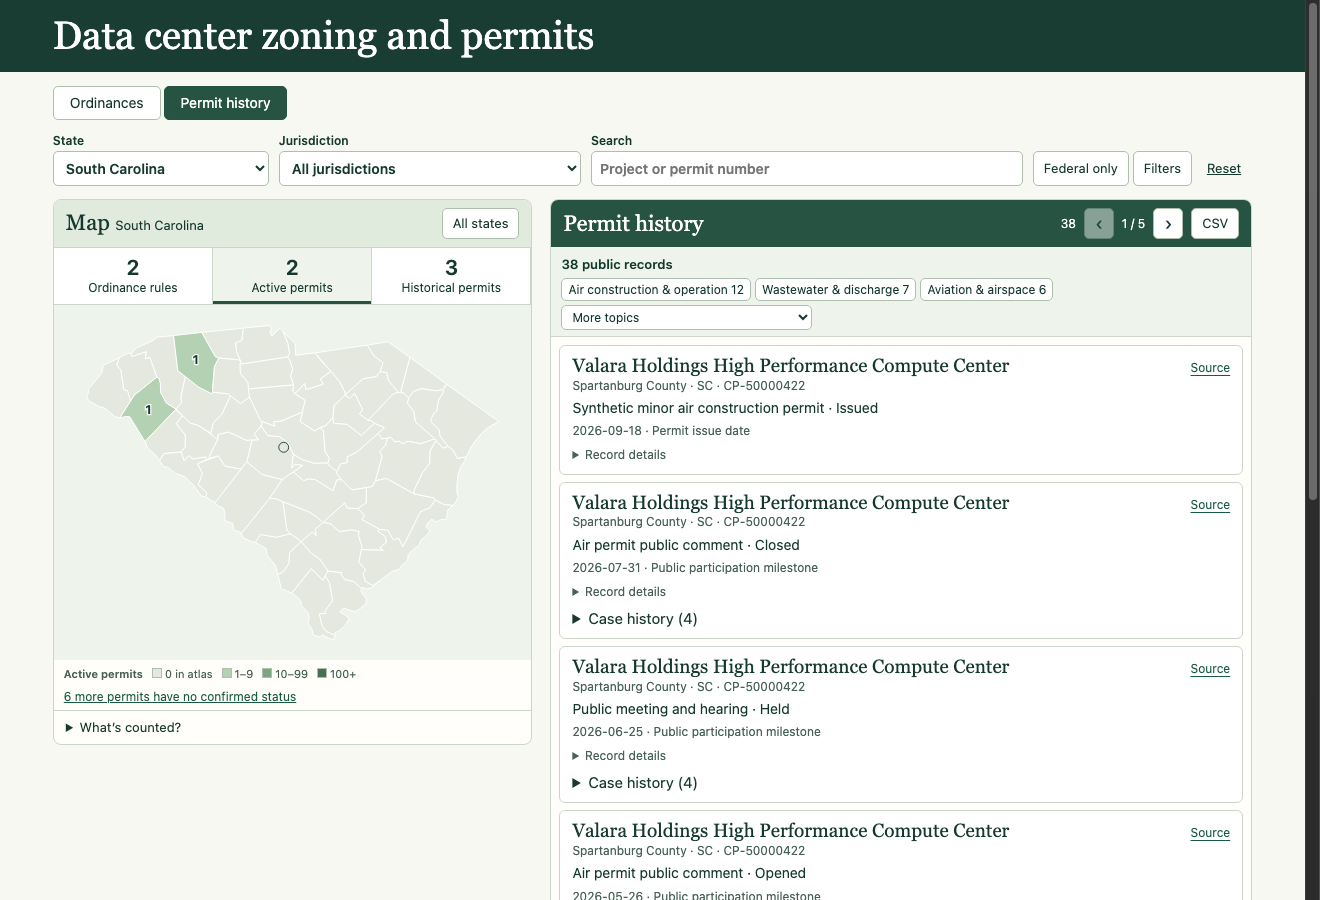 Data center zoning and permits
Ordinances
Permit history
State
Jurisdiction
Search
South Carolina
All jurisdictions
Project or permit number
Federal only
Filters
Reset
Map South Carolina
All states
2
Ordinance rules
2
Active permits
3
Historical permits
1
1
Active permits 0 in atlas 1–9 10–99 100+
6 more permits have no confirmed status
What's counted?
Permit history
38 ‹ 1 / 5 › CSV
38 public records
Air construction & operation 12
Wastewater & discharge 7
Aviation & airspace 6
More topics
Valara Holdings High Performance Compute Center
Source
Spartanburg County · SC · CP-50000422
Synthetic minor air construction permit · Issued
2026-09-18 · Permit issue date
Record details
Valara Holdings High Performance Compute Center
Source
Spartanburg County · SC · CP-50000422
Air permit public comment · Closed
2026-07-31 · Public participation milestone
Record details
Case history (4)
Valara Holdings High Performance Compute Center
Source
Spartanburg County · SC · CP-50000422
Public meeting and hearing · Held
2026-06-25 · Public participation milestone
Record details
Case history (4)
Valara Holdings High Performance Compute Center
Source
Spartanburg County · SC · CP-50000422
Air permit public comment · Opened
2026-05-26 · Public participation milestone